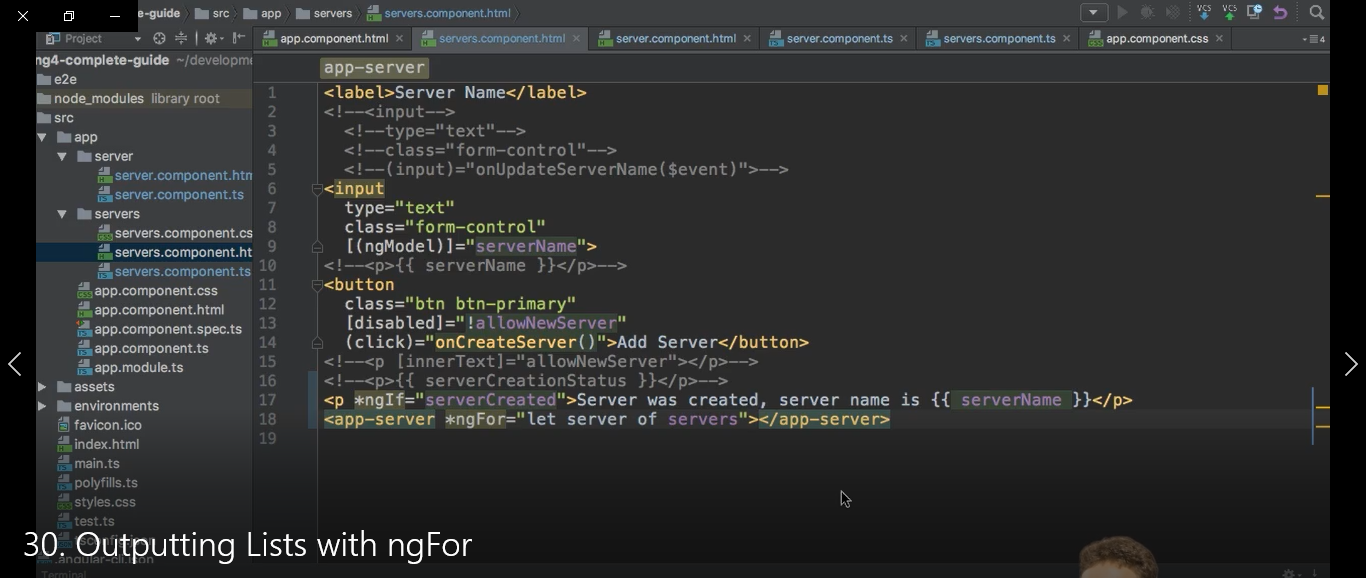 e-guide src app servers servers.component.html
Project
app.component.html servers.component.html server.component.html server.component.ts servers.component.ts app.component.css 4
ng4-complete-guide ~/developme
e2e
node_modules library root
src
app
server
server.component.htm
server.component.ts
servers
servers.component.cs
servers.component.ht
servers.component.ts
app.component.css
app.component.html
app.component.spec.ts
app.component.ts
app.module.ts
assets
environments
favicon.ico
index.html
main.ts
polyfills.ts
styles.css
test.ts
tsconfig.json
.angular-cli.json
Terminal
VCS VCS
app-server
1 <label>Server Name</label>
2 <!--<input-->
3 <!--type="text"-->
4 <!--class="form-control"-->
5 <!--(input)="onUpdateServerName($event)">-->
6 <input
7 type="text"
8 class="form-control"
9 [(ngModel)]="serverName">
10 <!--<p>{{ serverName }}</p>-->
11 <button
12 class="btn btn-primary"
13 [disabled]="!allowNewServer"
14 (click)="onCreateServer()">Add Server</button>
15 <!--<p [innerText]="allowNewServer"></p>-->
16 <!--<p>{{ serverCreationStatus }}</p>-->
17 <p *ngIf="serverCreated">Server was created, server name is {{ serverName }}</p>
18 <app-server *ngFor="let server of servers"></app-server>
19
30. Outputting Lists with ngFor